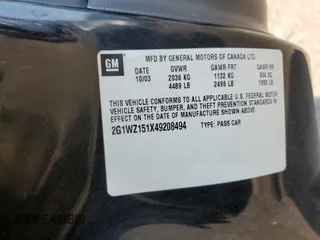 GM
MFD BY GENERAL MOTORS OF CANADA LTD.
DATE GVWR GAWR FRT GAWR RR
10/03 2036 KG 1132 KG 904 KG
4489 LB 2496 LB 1993 LB
THIS VEHICLE CONFORMS TO ALL APPLICABLE U.S. FEDERAL MOTOR
VEHICLE SAFETY, BUMPER, AND THEFT PREVENTION STANDARDS IN
EFFECT ON THE DATE OF MANUFACTURE SHOWN ABOVE.
2G1WZ151X49208494 TYPE: PASS CAR